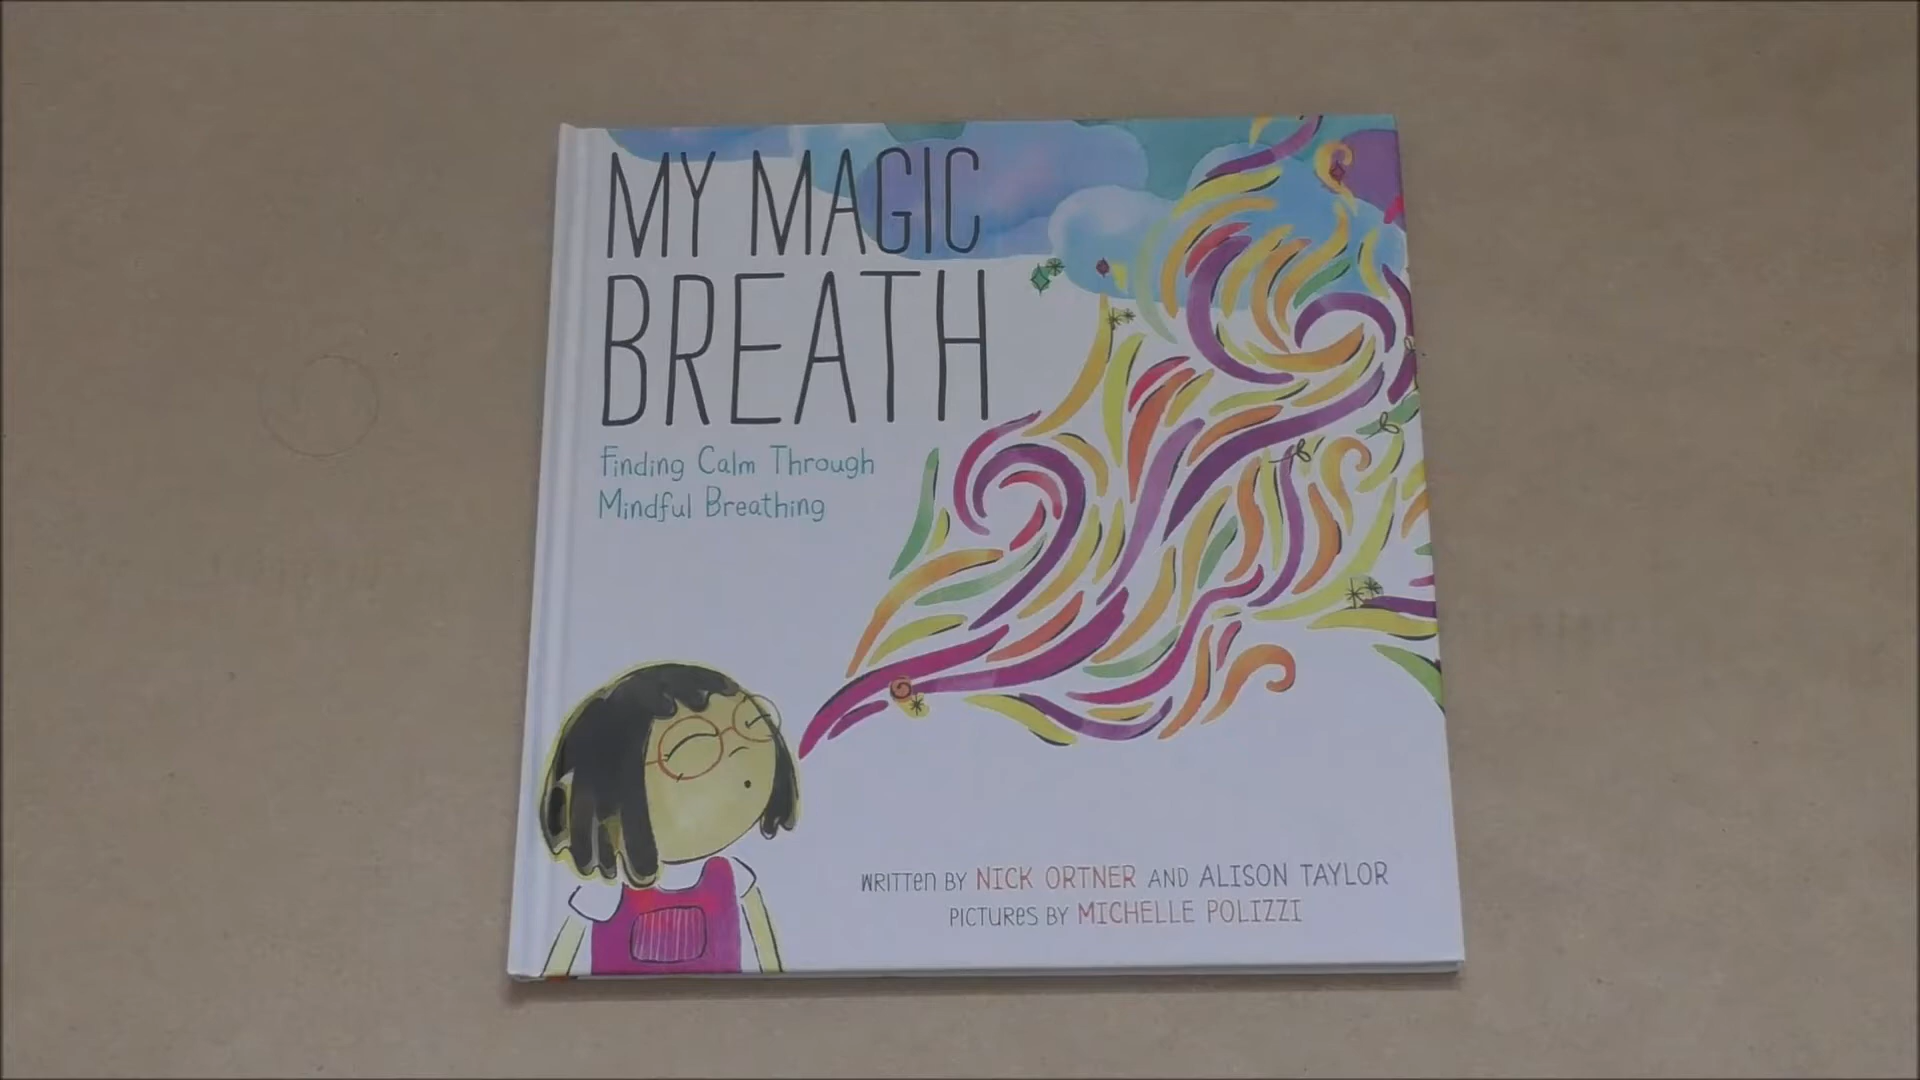 MY MAGIC
BREATH
Finding Calm Through
Mindful Breathing
WRITTEN BY NICK ORTNER AND ALISON TAYLOR
PICTURES BY MICHELLE POLIZZI